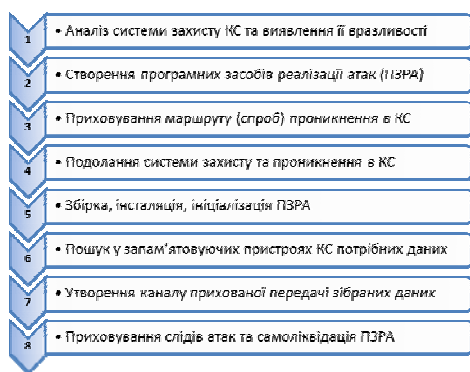 1 • Аналіз системи захисту КС та виявлення її вразливості
2 • Створення програмних засобів реалізації атак (ПЗРА)
3 • Приховування маршруту (спроб) проникнення в КС
4 • Подолання системи захисту та проникнення в КС
5 • Збірка, інсталяція, ініціалізація ПЗРА
6 • Пошук у запам'ятовуючих пристроях КС потрібних даних
7 • Утворення каналу прихованої передачі зібраних даних
8 • Приховування слідів атак та самоліквідація ПЗРА